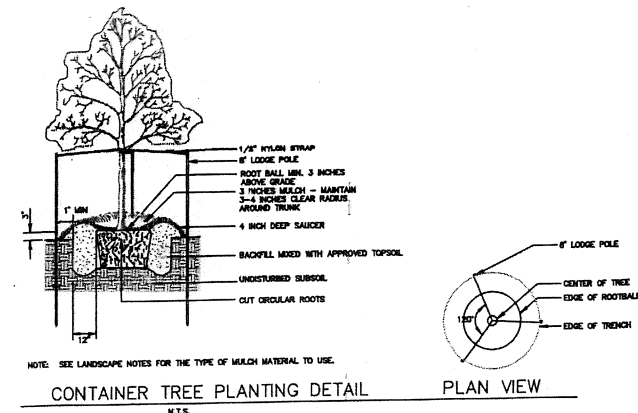 1/2" NYLON STRAP
8' LODGE POLE
ROOT BALL MIN. 3 INCHES
ABOVE GRADE
3 INCHES MULCH - MAINTAIN
3-4 INCHES CLEAR RADIUS
AROUND TRUNK
1" MIN
3"
4 INCH DEEP SAUCER
BACKFILL MIXED WITH APPROVED TOPSOIL
UNDISTURBED SUBSOIL
CUT CIRCULAR ROOTS
12"
8' LODGE POLE
CENTER OF TREE
EDGE OF ROOTBALL
120°
EDGE OF TRENCH
NOTE: SEE LANDSCAPE NOTES FOR THE TYPE OF MULCH MATERIAL TO USE.
CONTAINER TREE PLANTING DETAIL
N.T.S.
PLAN VIEW